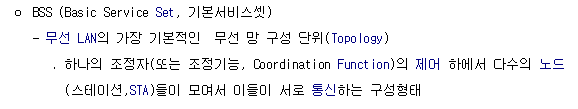 ㅇ BSS (Basic Service Set, 기본서비스셋)
- 무선 LAN의 가장 기본적인 무선 망 구성 단위(Topology)
. 하나의 조정자(또는 조정기능, Coordination Function)의 제어 하에서 다수의 노드
(스테이션,STA)들이 모여서 이들이 서로 통신하는 구성형태